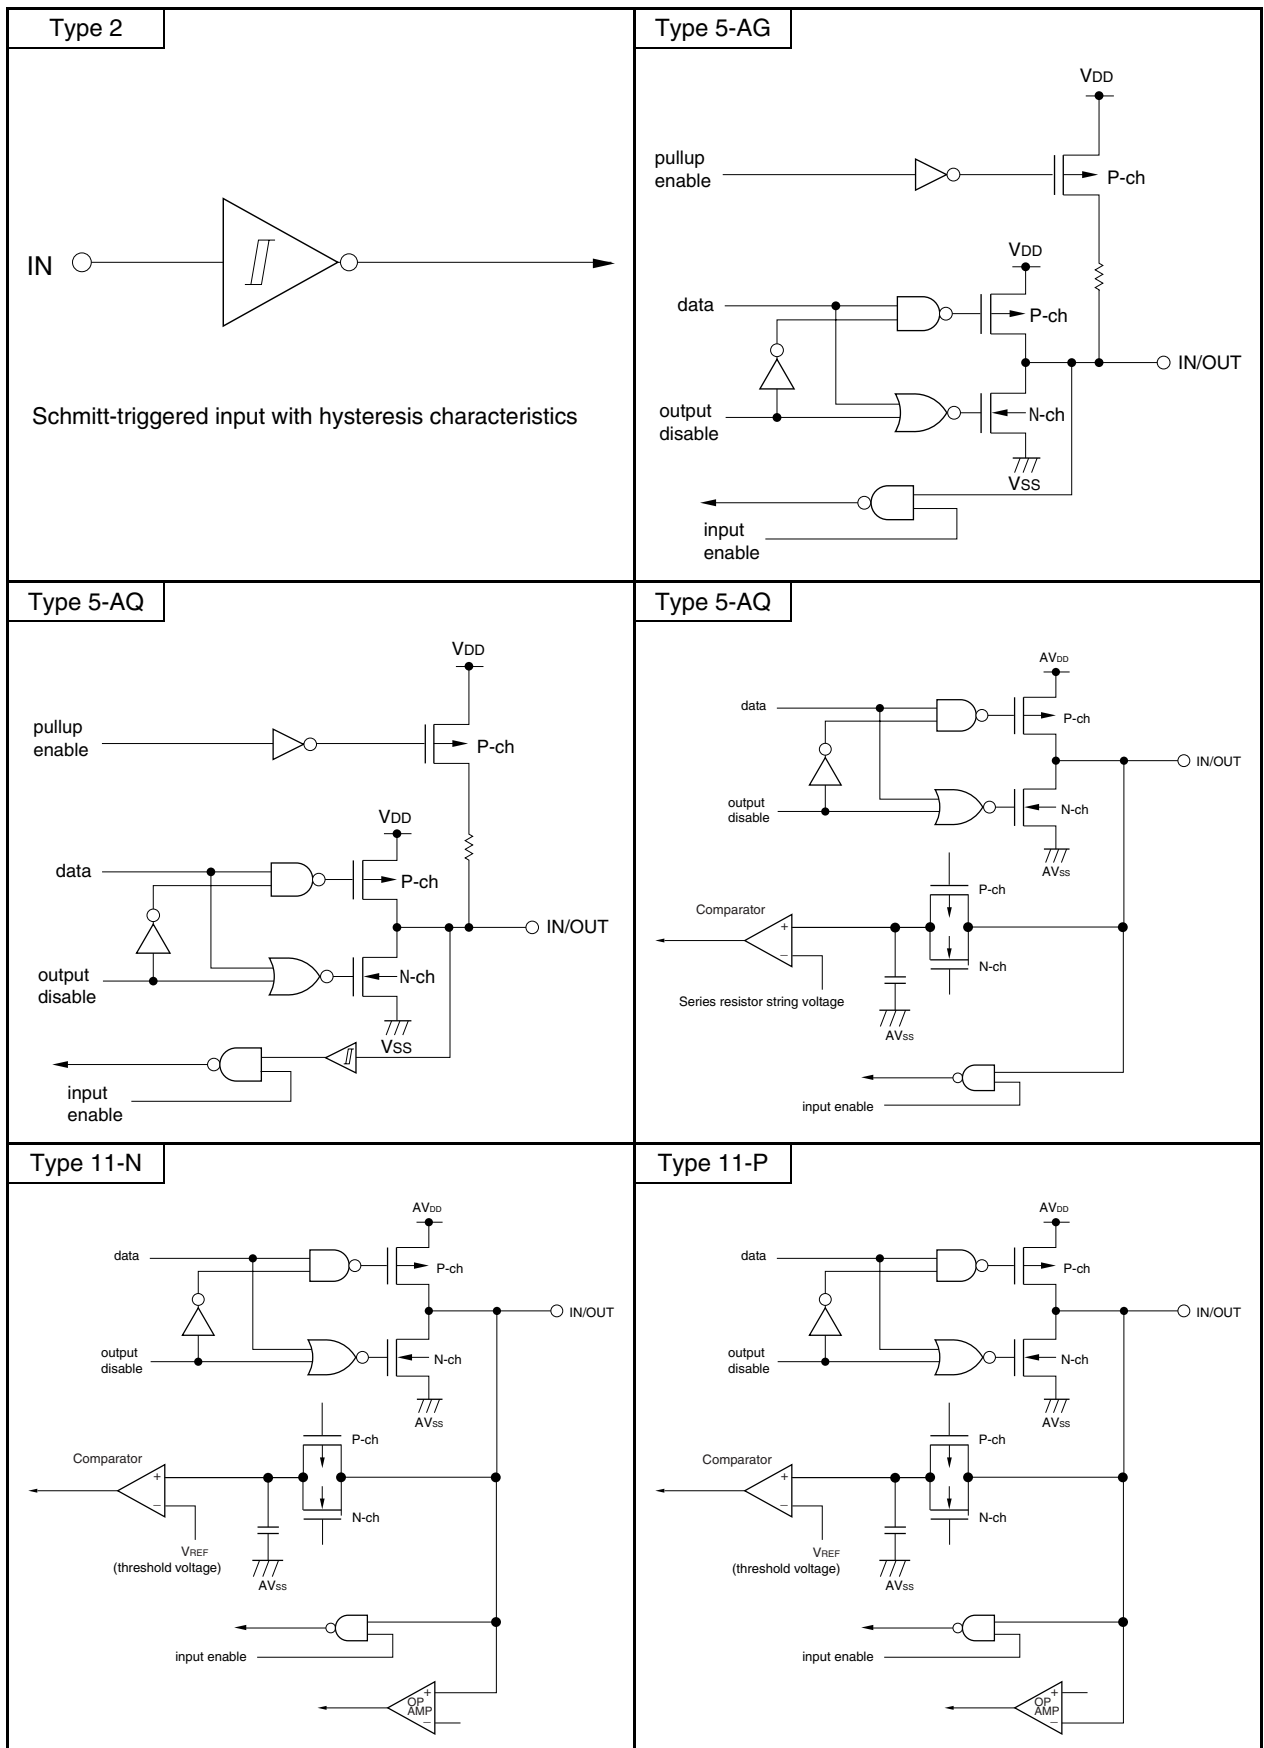 Type 2
IN
Schmitt-triggered input with hysteresis characteristics
Type 5-AG
VDD
pullup
enable
P-ch
VDD
data
P-ch
IN/OUT
output
disable
N-ch
VSS
input
enable
Type 5-AQ
VDD
pullup
enable
P-ch
VDD
data
P-ch
IN/OUT
output
disable
N-ch
VSS
input
enable
Type 5-AQ
AVDD
data
P-ch
IN/OUT
output
disable
N-ch
AVSS
P-ch
Comparator
+
−
N-ch
Series resistor string voltage
AVSS
input enable
Type 11-N
AVDD
data
P-ch
IN/OUT
output
disable
N-ch
AVSS
P-ch
Comparator
+
−
N-ch
VREF
(threshold voltage)
AVSS
input enable
+
OP
AMP
−
Type 11-P
AVDD
data
P-ch
IN/OUT
output
disable
N-ch
AVSS
P-ch
Comparator
+
−
N-ch
VREF
(threshold voltage)
AVSS
input enable
+
OP
AMP
−